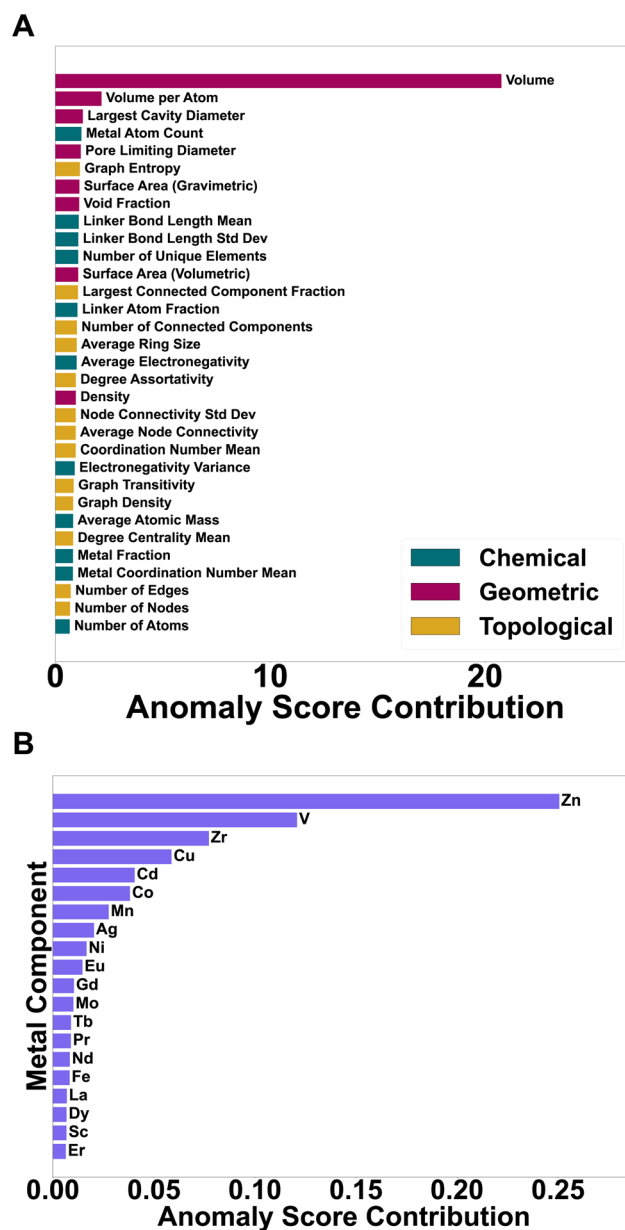 A
Volume
Volume per Atom
Largest Cavity Diameter
Metal Atom Count
Pore Limiting Diameter
Graph Entropy
Surface Area (Gravimetric)
Void Fraction
Linker Bond Length Mean
Linker Bond Length Std Dev
Number of Unique Elements
Surface Area (Volumetric)
Largest Connected Component Fraction
Linker Atom Fraction
Number of Connected Components
Average Ring Size
Average Electronegativity
Degree Assortativity
Density
Node Connectivity Std Dev
Average Node Connectivity
Coordination Number Mean
Electronegativity Variance
Graph Transitivity
Graph Density
Average Atomic Mass
Degree Centrality Mean
Metal Fraction
Metal Coordination Number Mean
Number of Edges
Number of Nodes
Number of Atoms
Chemical
Geometric
Topological
0 10 20
Anomaly Score Contribution
B
Metal Component
Zn
V
Zr
Cu
Cd
Co
Mn
Ag
Ni
Eu
Gd
Mo
Tb
Pr
Nd
Fe
La
Dy
Sc
Er
0.00 0.05 0.10 0.15 0.20 0.25
Anomaly Score Contribution